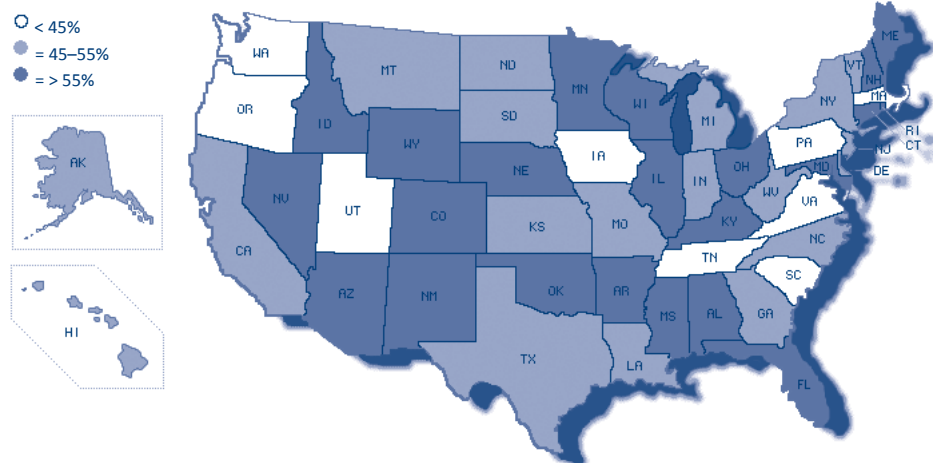 < 45%
= 45–55%
= > 55%
WA
ME
MT
ND
VT
NH
MN
OR
WI
MA
NY
SD
MI
ID
RI
WY
PA
CT
IA
NJ
AK
OH
MD
NE
IL
IN
DE
WV
NV
VA
UT
CO
KY
MO
KS
NC
CA
TN
SC
AZ
NM
OK
AR
GA
MS
AL
HI
TX
LA
FL